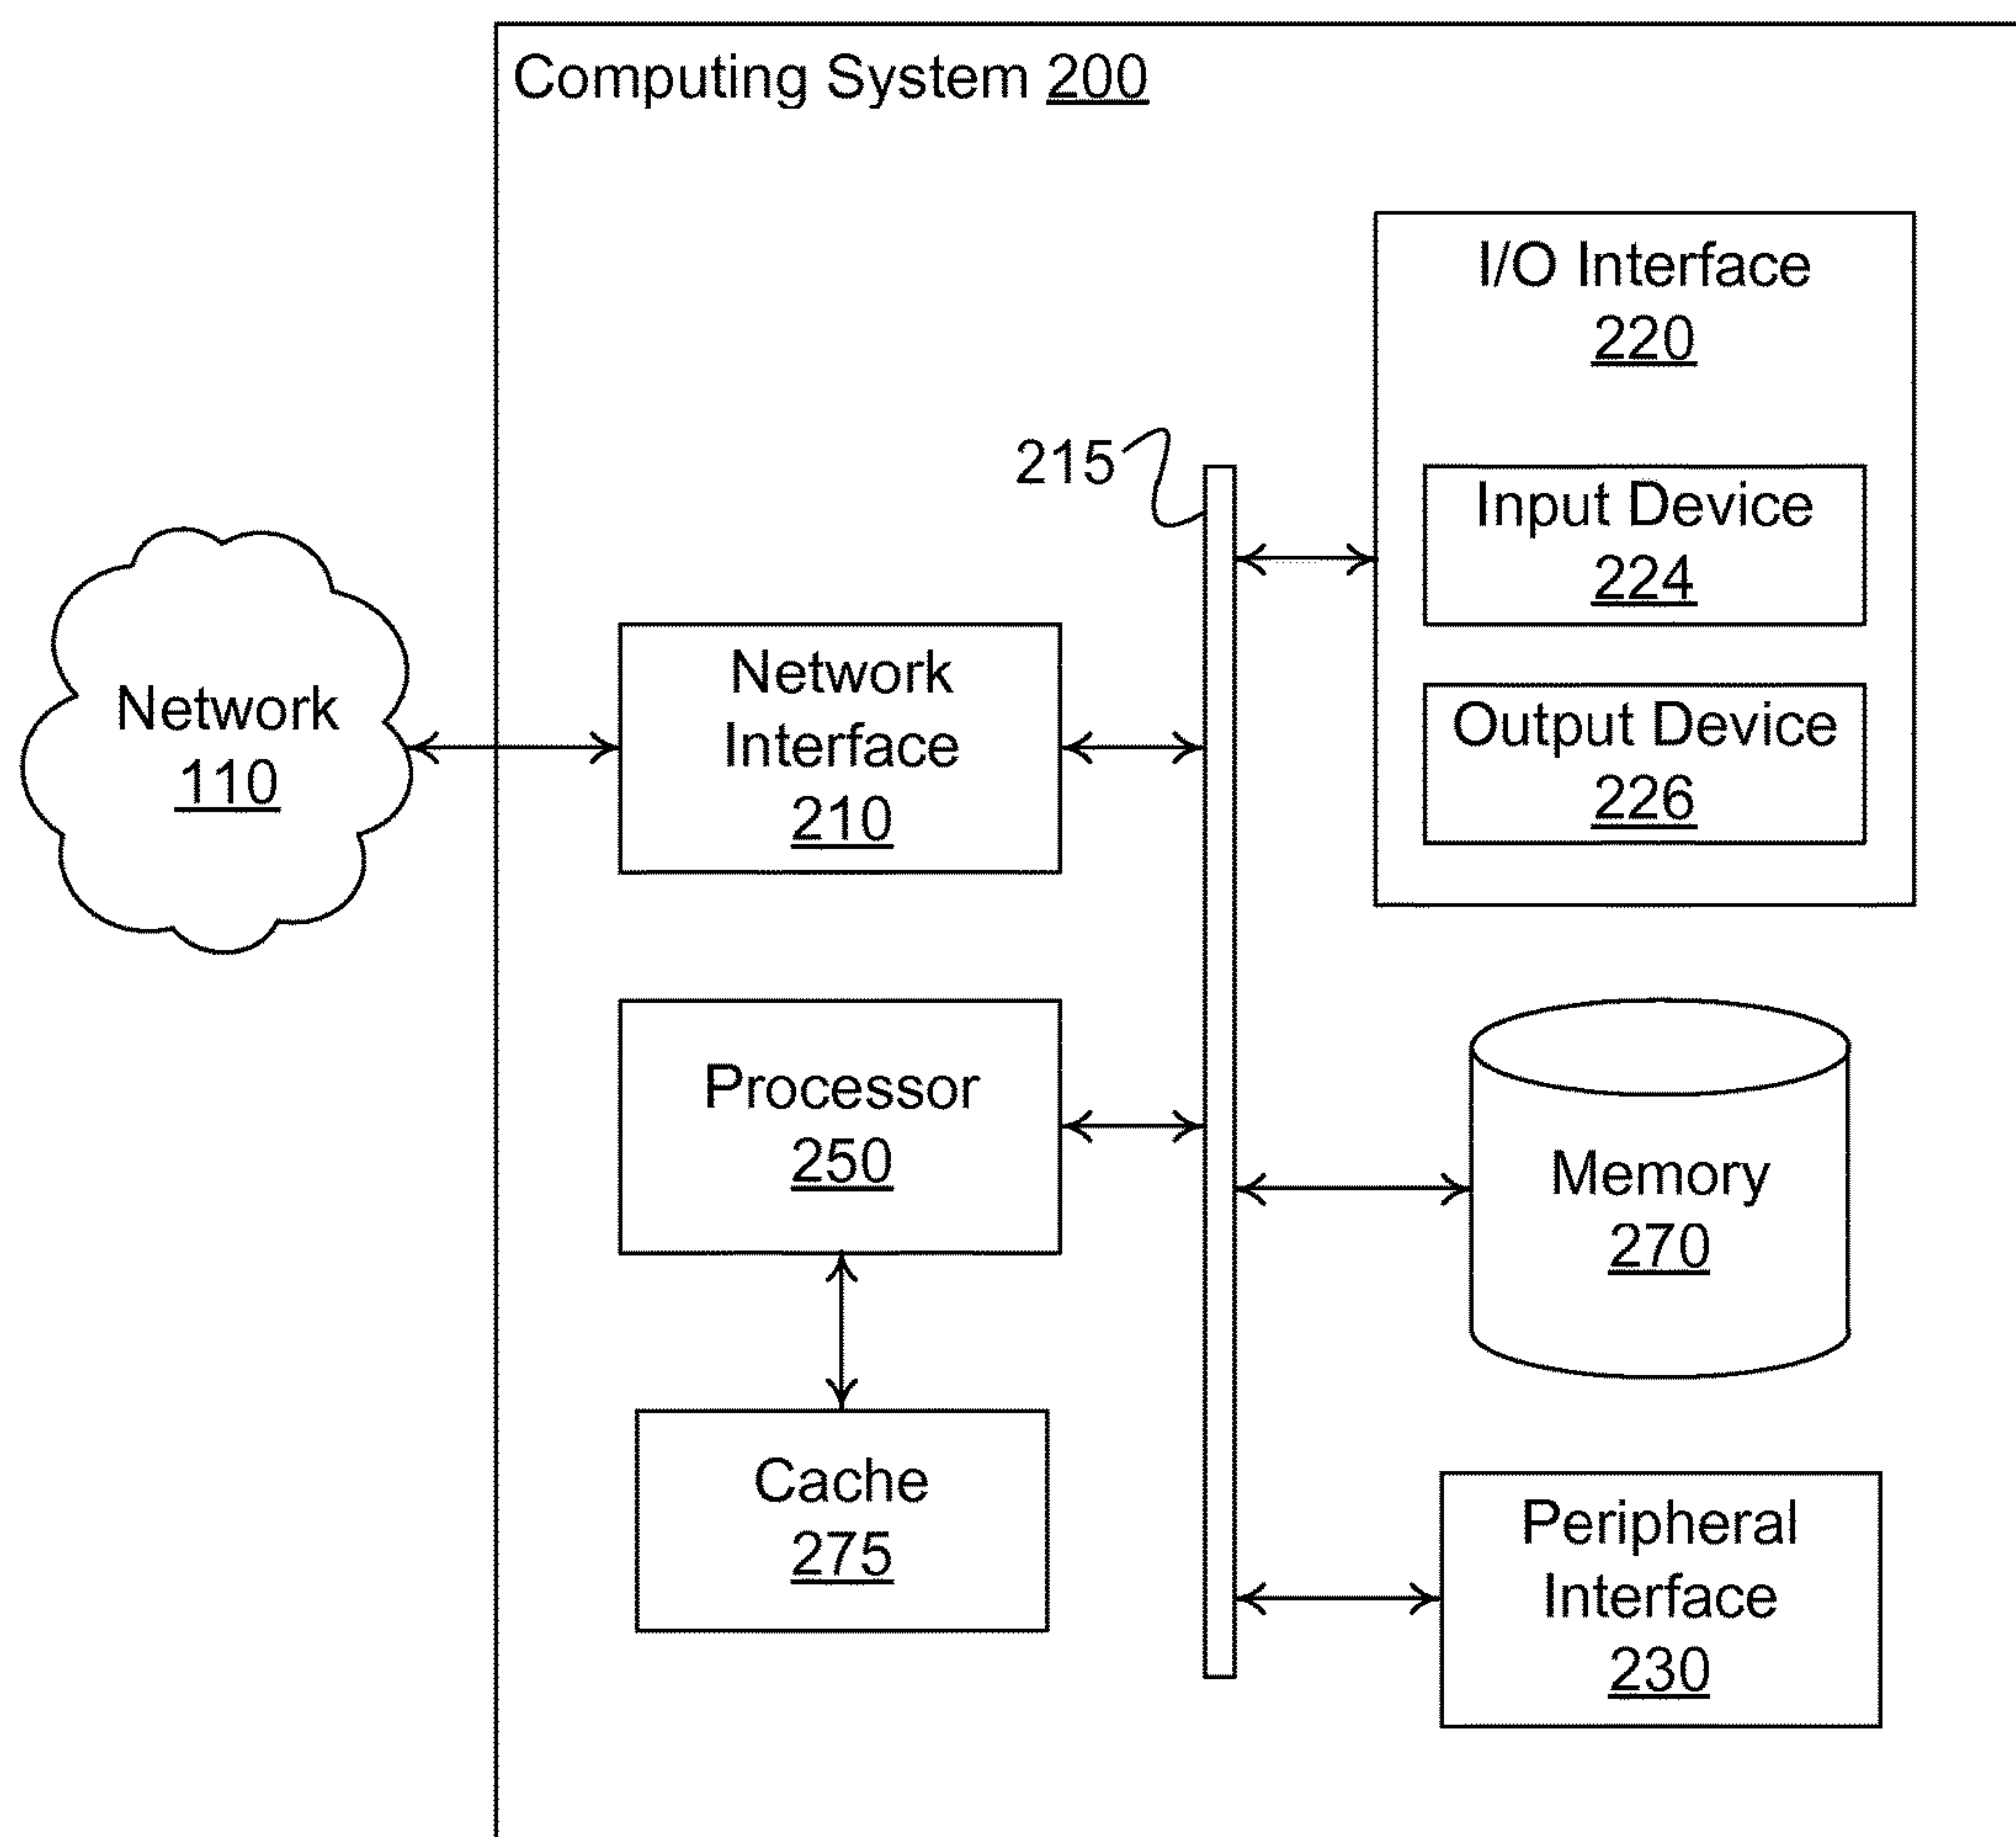 Computing System 200
I/O Interface
220
215
Input Device
224
Output Device
226
Network
110
Network
Interface
210
Processor
250
Memory
270
Cache
275
Peripheral
Interface
230